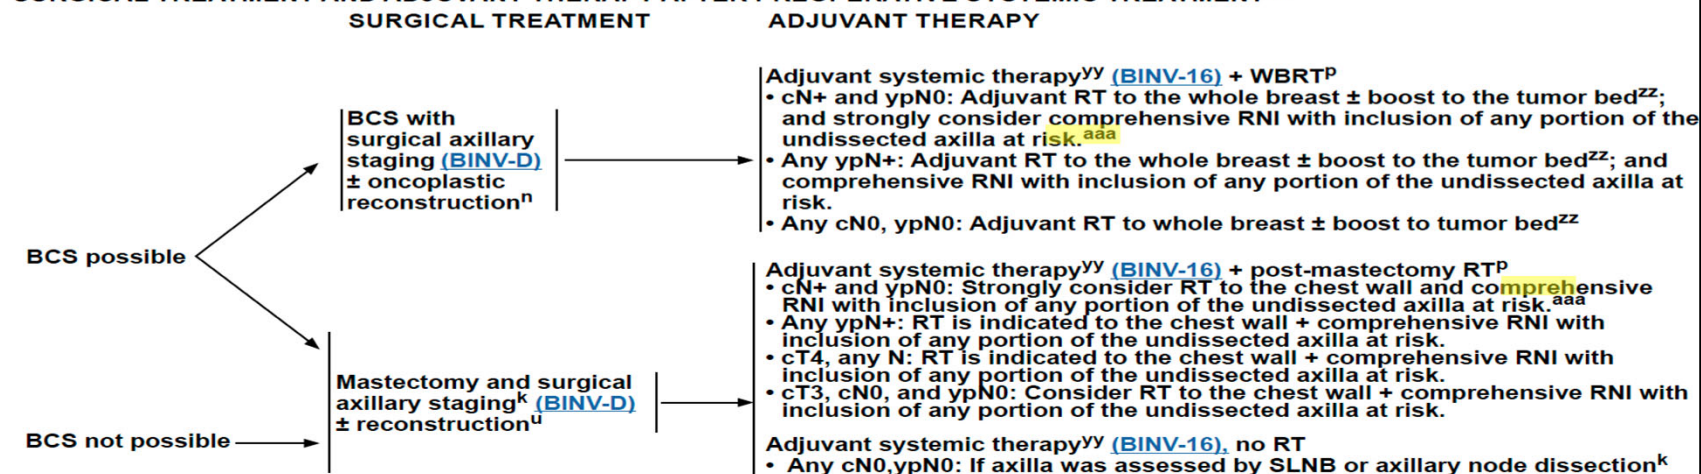 SURGICAL TREATMENT AND ADJUVANT THERAPY AFTER PREOPERATIVE SYSTEMIC TREATMENT
SURGICAL TREATMENT
ADJUVANT THERAPY
BCS possible
BCS with
surgical axillary
staging (BINV-D)
± oncoplastic
reconstructionⁿ
Adjuvant systemic therapyʸʸ (BINV-16) + WBRTᵖ
• cN+ and ypN0: Adjuvant RT to the whole breast ± boost to the tumor bedᶻᶻ;
and strongly consider comprehensive RNI with inclusion of any portion of the
undissected axilla at risk.ᵃᵃᵃ
• Any ypN+: Adjuvant RT to the whole breast ± boost to the tumor bedᶻᶻ; and
comprehensive RNI with inclusion of any portion of the undissected axilla at
risk.
• Any cN0, ypN0: Adjuvant RT to whole breast ± boost to tumor bedᶻᶻ
BCS not possible
Mastectomy and surgical
axillary stagingᵏ (BINV-D)
± reconstructionᵘ
Adjuvant systemic therapyʸʸ (BINV-16) + post-mastectomy RTᵖ
• cN+ and ypN0: Strongly consider RT to the chest wall and comprehensive
RNI with inclusion of any portion of the undissected axilla at risk.ᵃᵃᵃ
• Any ypN+: RT is indicated to the chest wall + comprehensive RNI with
inclusion of any portion of the undissected axilla at risk.
• cT4, any N: RT is indicated to the chest wall + comprehensive RNI with
inclusion of any portion of the undissected axilla at risk.
• cT3, cN0, and ypN0: Consider RT to the chest wall + comprehensive RNI with
inclusion of any portion of the undissected axilla at risk.
Adjuvant systemic therapyʸʸ (BINV-16), no RT
• Any cN0,ypN0: If axilla was assessed by SLNB or axillary node dissectionᵏ